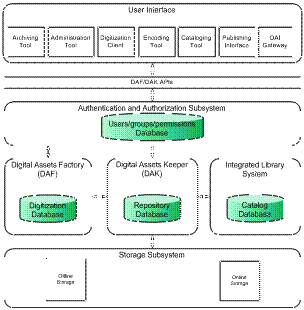 User Interface
Archiving
Tool
Administration
Tool
Digitization
Client
Encoding
Tool
Cataloging
Tool
Publishing
Interface
OAI
Gateway
DAF/DAK APIs
Authentication and Authorization Subsystem
Users/groups/permissions
Database
Digital Assets Factory
(DAF)
Digital Assets Keeper
(DAK)
Integrated Library
System
Digitization
Database
Repository
Database
Catalog
Database
Storage Subsystem
Offline
Storage
Online
Storage